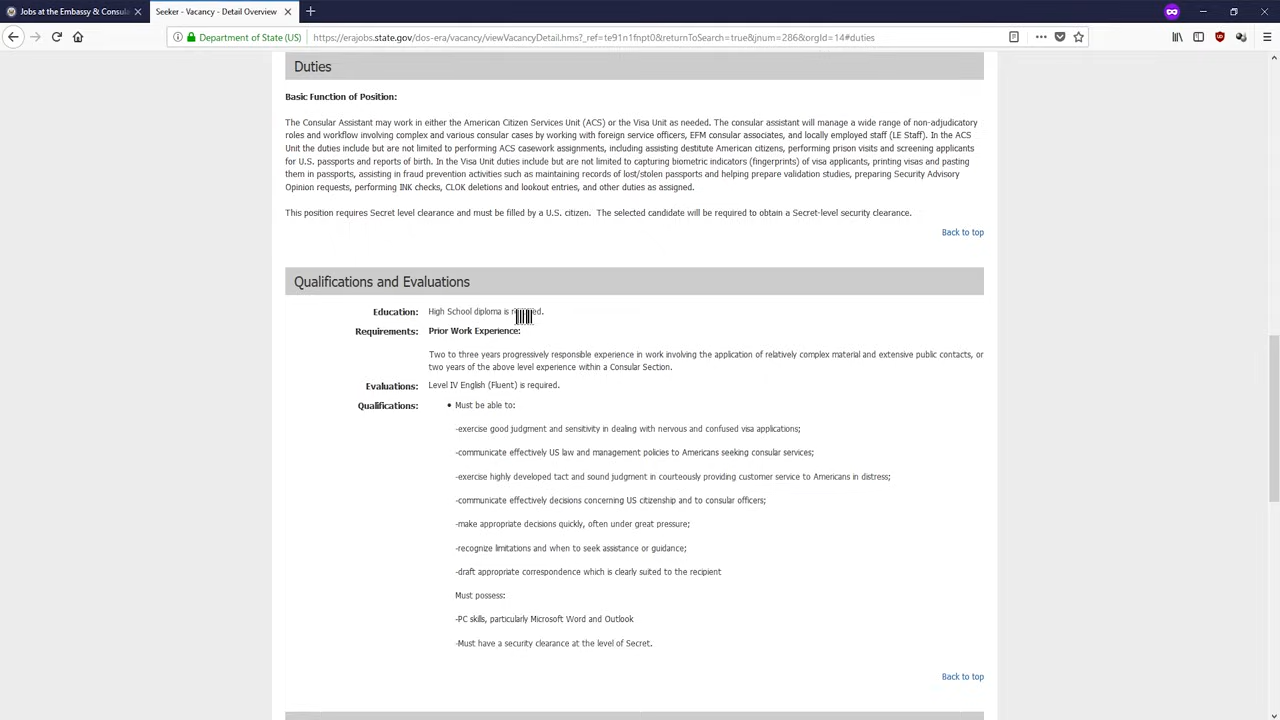 Jobs at the Embassy & Consula
Seeker - Vacancy - Detail Overview
Department of State (US)
https://erajobs.state.gov/dos-era/vacancy/viewVacancyDetail.hms?_ref=te91n1fnpt0&returnToSearch=true&jnum=286&orgId=14#duties
Duties
Basic Function of Position:
The Consular Assistant may work in either the American Citizen Services Unit (ACS) or the Visa Unit as needed. The consular assistant will manage a wide range of non-adjudicatory
roles and workflow involving complex and various consular cases by working with foreign service officers, EFM consular associates, and locally employed staff (LE Staff). In the ACS
Unit the duties include but are not limited to performing ACS casework assignments, including assisting destitute American citizens, performing prison visits and screening applicants
for U.S. passports and reports of birth. In the Visa Unit duties include but are not limited to capturing biometric indicators (fingerprints) of visa applicants, printing visas and pasting
them in passports, assisting in fraud prevention activities such as maintaining records of lost/stolen passports and helping prepare validation studies, preparing Security Advisory
Opinion requests, performing INK checks, CLOK deletions and lookout entries, and other duties as assigned.
This position requires Secret level clearance and must be filled by a U.S. citizen. The selected candidate will be required to obtain a Secret-level security clearance.
Back to top
Qualifications and Evaluations
Education: High School diploma is
Requirements: Prior Work Experience:
Two to three years progressively responsible experience in work involving the application of relatively complex material and extensive public contacts, or
two years of the above level experience within a Consular Section.
Evaluations: Level IV English (Fluent) is required.
Qualifications: • Must be able to:
-exercise good judgment and sensitivity in dealing with nervous and confused visa applications;
-communicate effectively US law and management policies to Americans seeking consular services;
-exercise highly developed tact and sound judgment in courteously providing customer service to Americans in distress;
-communicate effectively decisions concerning US citizenship and to consular officers;
-make appropriate decisions quickly, often under great pressure;
-recognize limitations and when to seek assistance or guidance;
-draft appropriate correspondence which is clearly suited to the recipient
Must possess:
-PC skills, particularly Microsoft Word and Outlook
-Must have a security clearance at the level of Secret.
Back to top